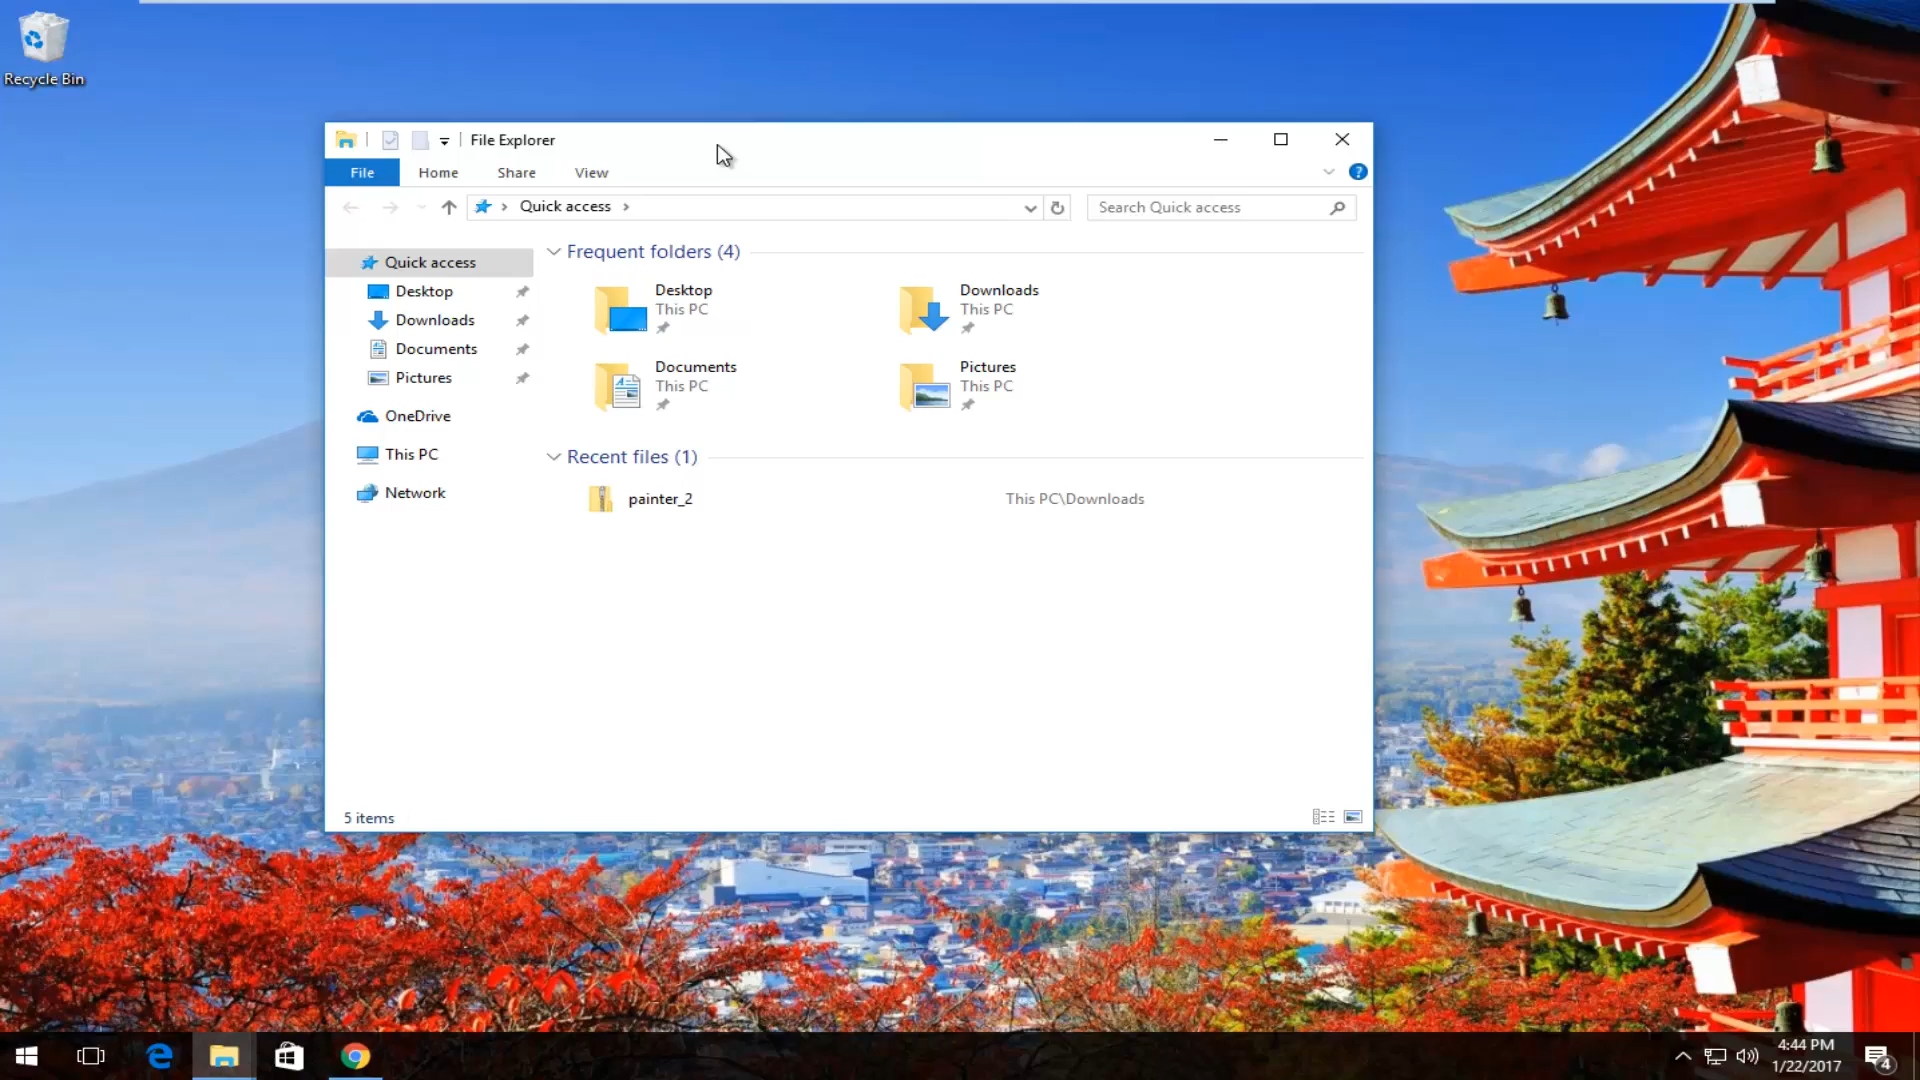 Recycle Bin
File Explorer
File
Home
Share
View
?
Quick access
Search Quick access
Quick access
Desktop
Downloads
Documents
Pictures
OneDrive
This PC
Network
Frequent folders (4)
Desktop
This PC
Downloads
This PC
Documents
This PC
Pictures
This PC
Recent files (1)
painter_2
This PC\Downloads
5 items
4:44 PM
1/22/2017
4